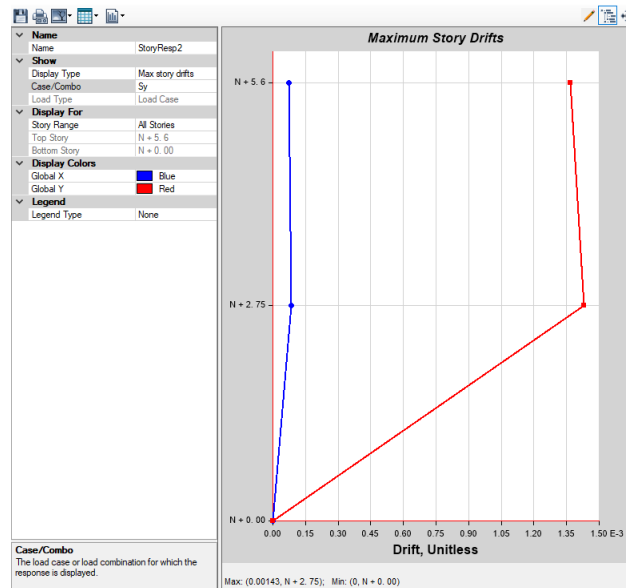 Name
Name StoryResp2
Show
Display Type Max story drifts
Case/Combo Sy
Load Type Load Case
Display For
Story Range All Stories
Top Story N + 5. 6
Bottom Story N + 0. 00
Display Colors
Global X Blue
Global Y Red
Legend
Legend Type None
Case/Combo
The load case or load combination for which the
response is displayed.
Maximum Story Drifts
N + 5. 6
N + 2. 75
N + 0. 00
0.00 0.15 0.30 0.45 0.60 0.75 0.90 1.05 1.20 1.35 1.50 E-3
Drift, Unitless
Max: (0.00143, N + 2. 75); Min: (0, N + 0. 00)